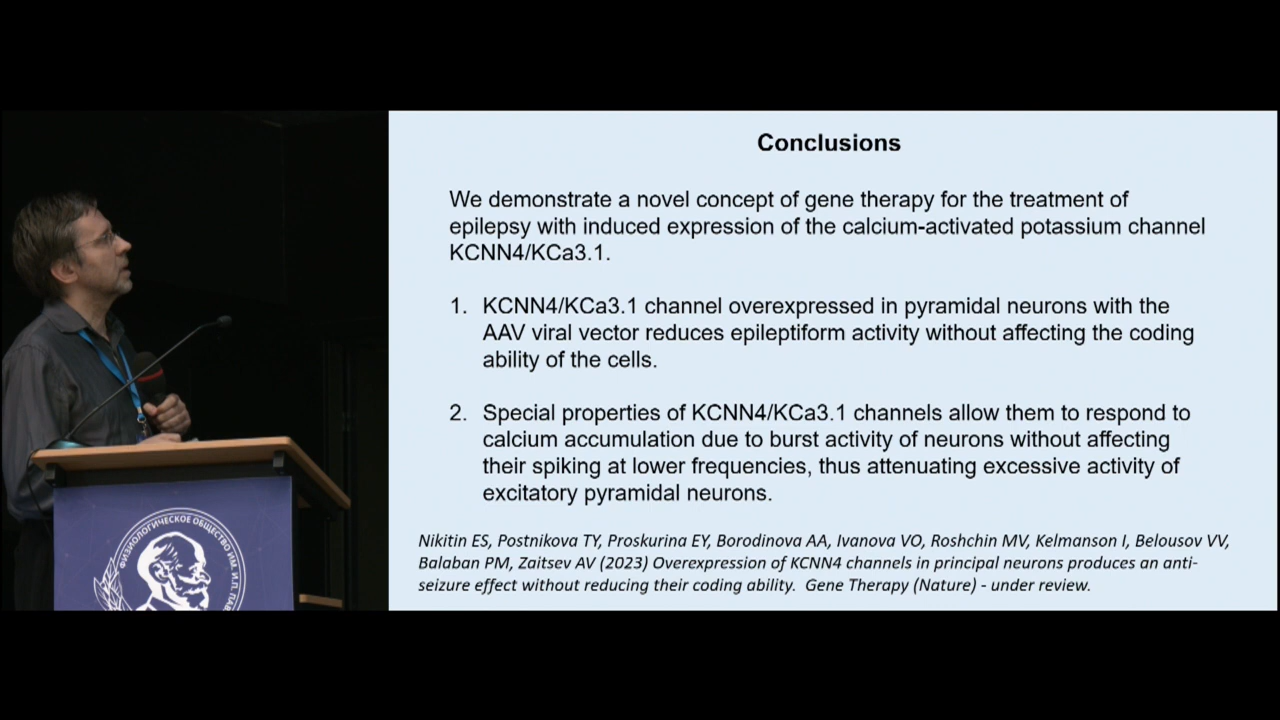 Conclusions
We demonstrate a novel concept of gene therapy for the treatment of
epilepsy with induced expression of the calcium-activated potassium channel
KCNN4/KCa3.1.
1. KCNN4/KCa3.1 channel overexpressed in pyramidal neurons with the
AAV viral vector reduces epileptiform activity without affecting the coding
ability of the cells.
2. Special properties of KCNN4/KCa3.1 channels allow them to respond to
calcium accumulation due to burst activity of neurons without affecting
their spiking at lower frequencies, thus attenuating excessive activity of
excitatory pyramidal neurons.
Nikitin ES, Postnikova TY, Proskurina EY, Borodinova AA, Ivanova VO, Roshchin MV, Kelmanson I, Belousov VV,
Balaban PM, Zaitsev AV (2023) Overexpression of KCNN4 channels in principal neurons produces an anti-
seizure effect without reducing their coding ability. Gene Therapy (Nature) - under review.
ФИЗИОЛОГИЧЕСКОЕ ОБЩЕСТВО ИМ. И.П. ПАВ